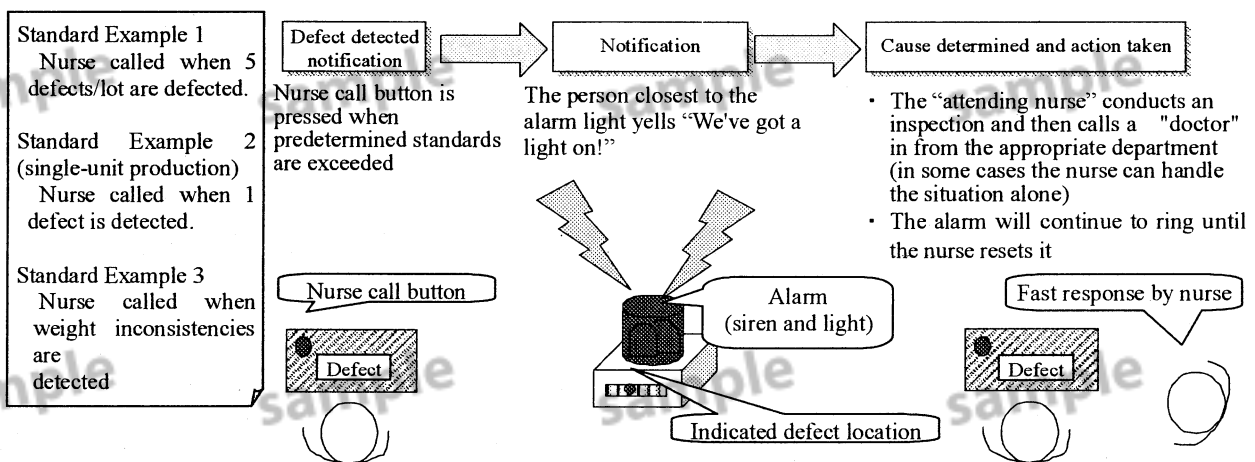 Standard Example 1
Nurse called when 5
defects/lot are defected.
Standard Example 2
(single-unit production)
Nurse called when 1
defect is detected.
Standard Example 3
Nurse called when
weight inconsistencies
are
detected
Defect detected
notification
Nurse call button is
pressed when
predetermined standards
are exceeded
Nurse call button
Defect
Notification
The person closest to the
alarm light yells “We've got a
light on!”
Alarm
(siren and light)
Indicated defect location
Cause determined and action taken
・ The “attending nurse” conducts an
inspection and then calls a "doctor"
in from the appropriate department
(in some cases the nurse can handle
the situation alone)
・ The alarm will continue to ring until
the nurse resets it
Fast response by nurse
Defect
sample
sample
sample
sample
sample
sample
sample
sample